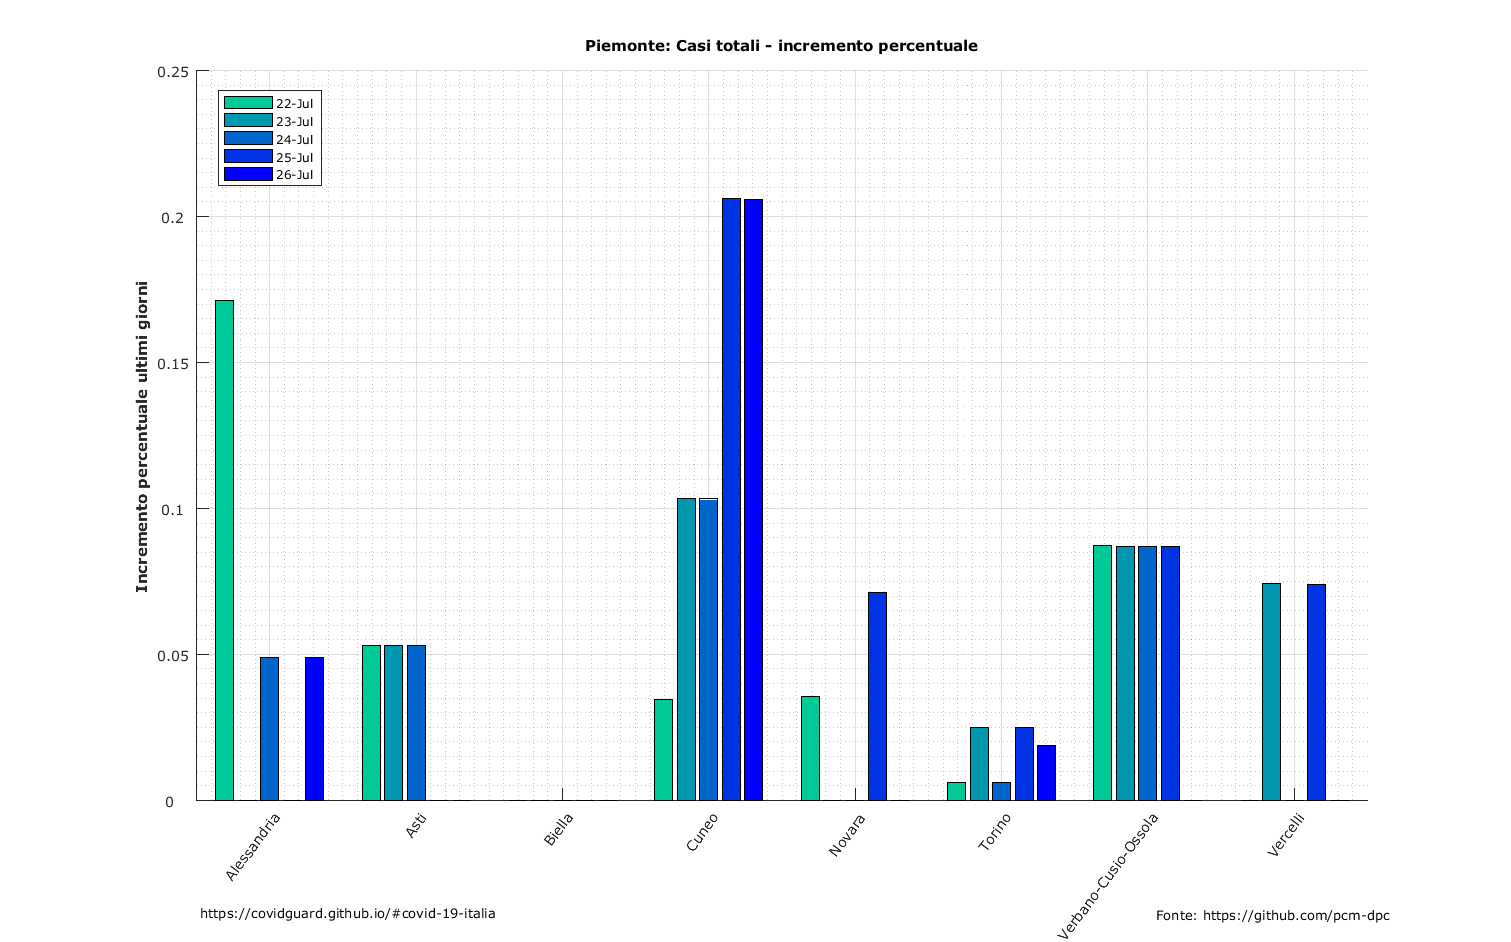 Piemonte: Casi totali - incremento percentuale
0.25
0.2
0.15
0.1
0.05
0
Incremento percentuale ultimi giorni
22-Jul
23-Jul
24-Jul
25-Jul
26-Jul
Alessandria
Asti
Biella
Cuneo
Novara
Torino
Verbano-Cusio-Ossola
Vercelli
https://covidguard.github.io/#covid-19-italia
Fonte: https://github.com/pcm-dpc